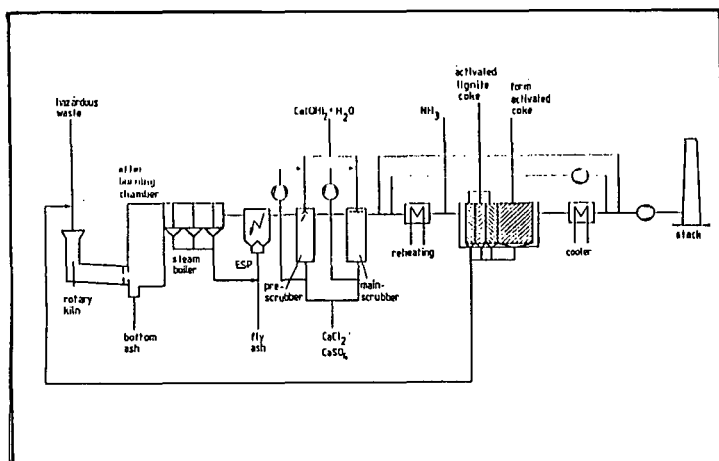 hazardous
waste
after
burning
chamber
steam
boiler
rotary
kiln
bottom
ash
ESP
fly
ash
Ca(OH)₂ + H₂O
pre-
scrubber
main-
scrubber
CaCl₂
CaSO₄
NH₃
reheating
activated
lignite
coke
form
activated
coke
cooler
stack